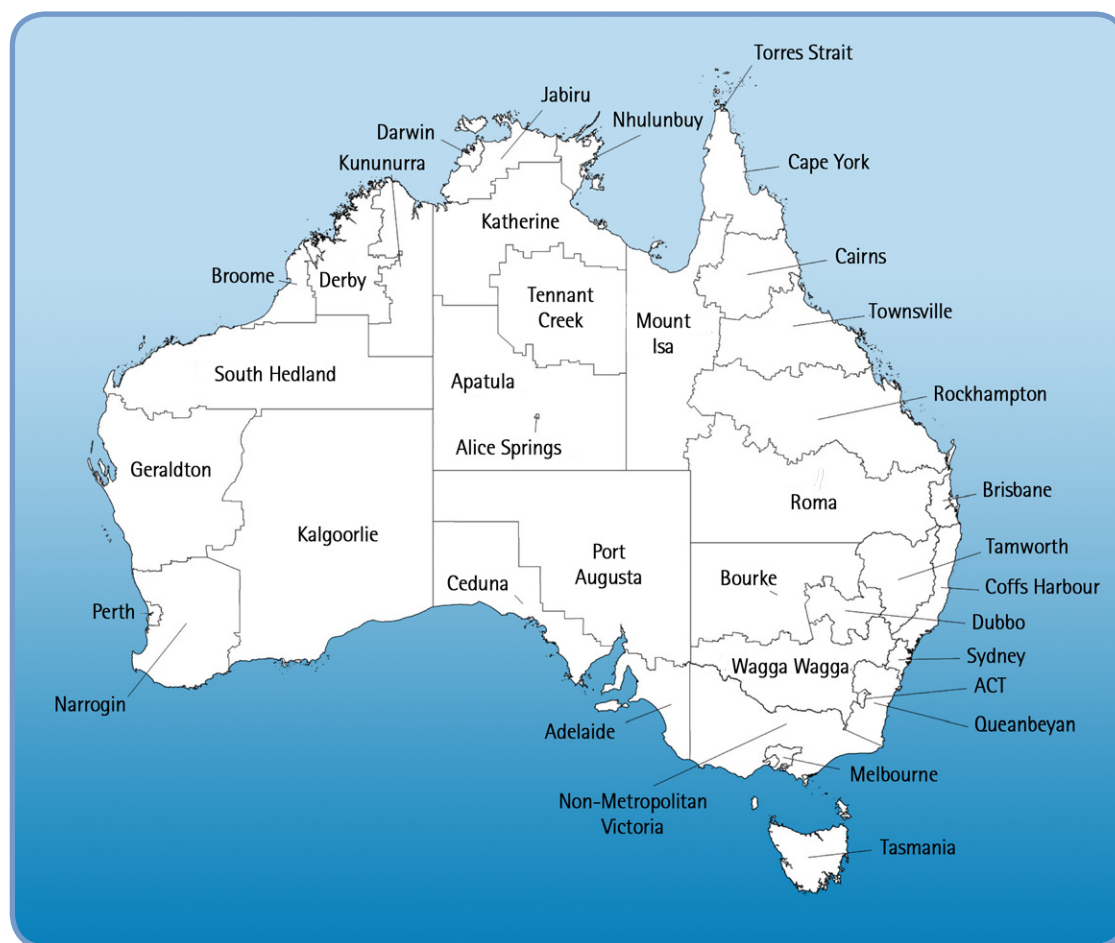 Torres Strait
Jabiru
Nhulunbuy
Darwin
Kununurra
Cape York
Katherine
Cairns
Broome
Derby
Tennant
Creek
Mount
Isa
Townsville
South Hedland
Apatula
Rockhampton
Alice Springs
Geraldton
Brisbane
Roma
Kalgoorlie
Tamworth
Port
Augusta
Bourke
Ceduna
Coffs Harbour
Perth
Dubbo
Sydney
Wagga Wagga
ACT
Narrogin
Queanbeyan
Adelaide
Melbourne
Non-Metropolitan
Victoria
Tasmania